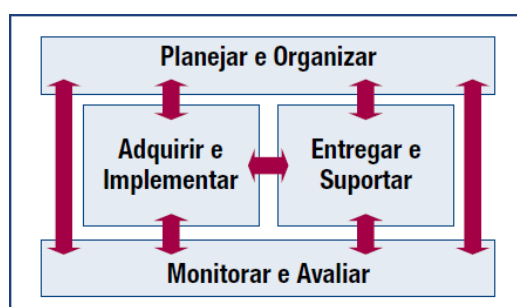 Planejar e Organizar
Adquirir e
Implementar
Entregar e
Suportar
Monitorar e Avaliar